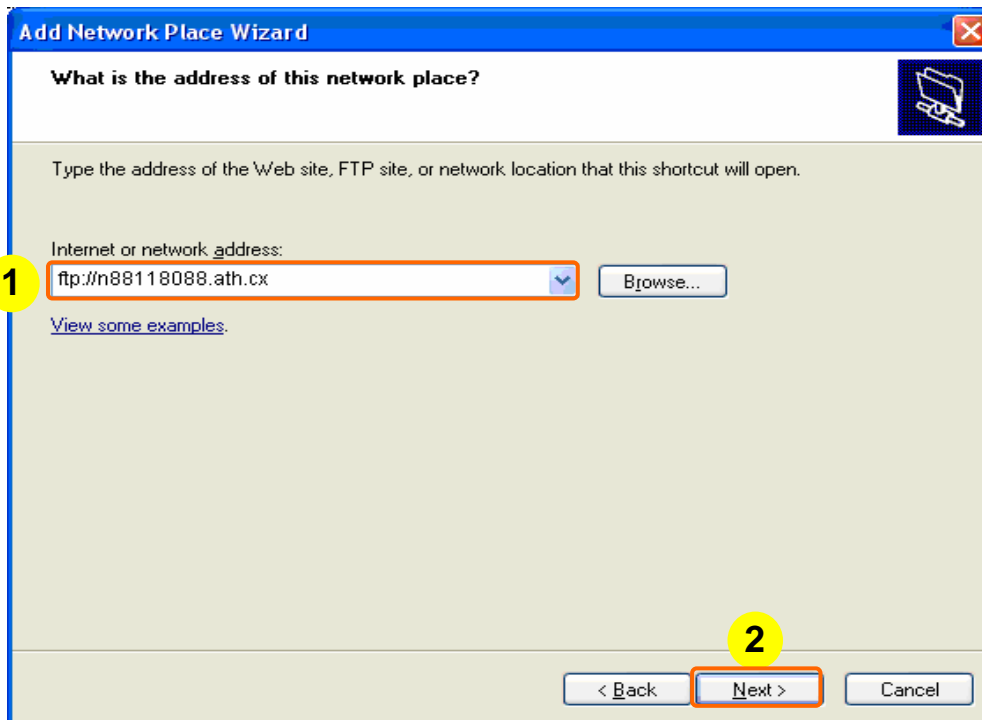 Add Network Place Wizard
What is the address of this network place?
Type the address of the Web site, FTP site, or network location that this shortcut will open.
Internet or network address:
1
ftp://n88118088.ath.cx
Browse...
View some examples.
2
< Back
Next >
Cancel